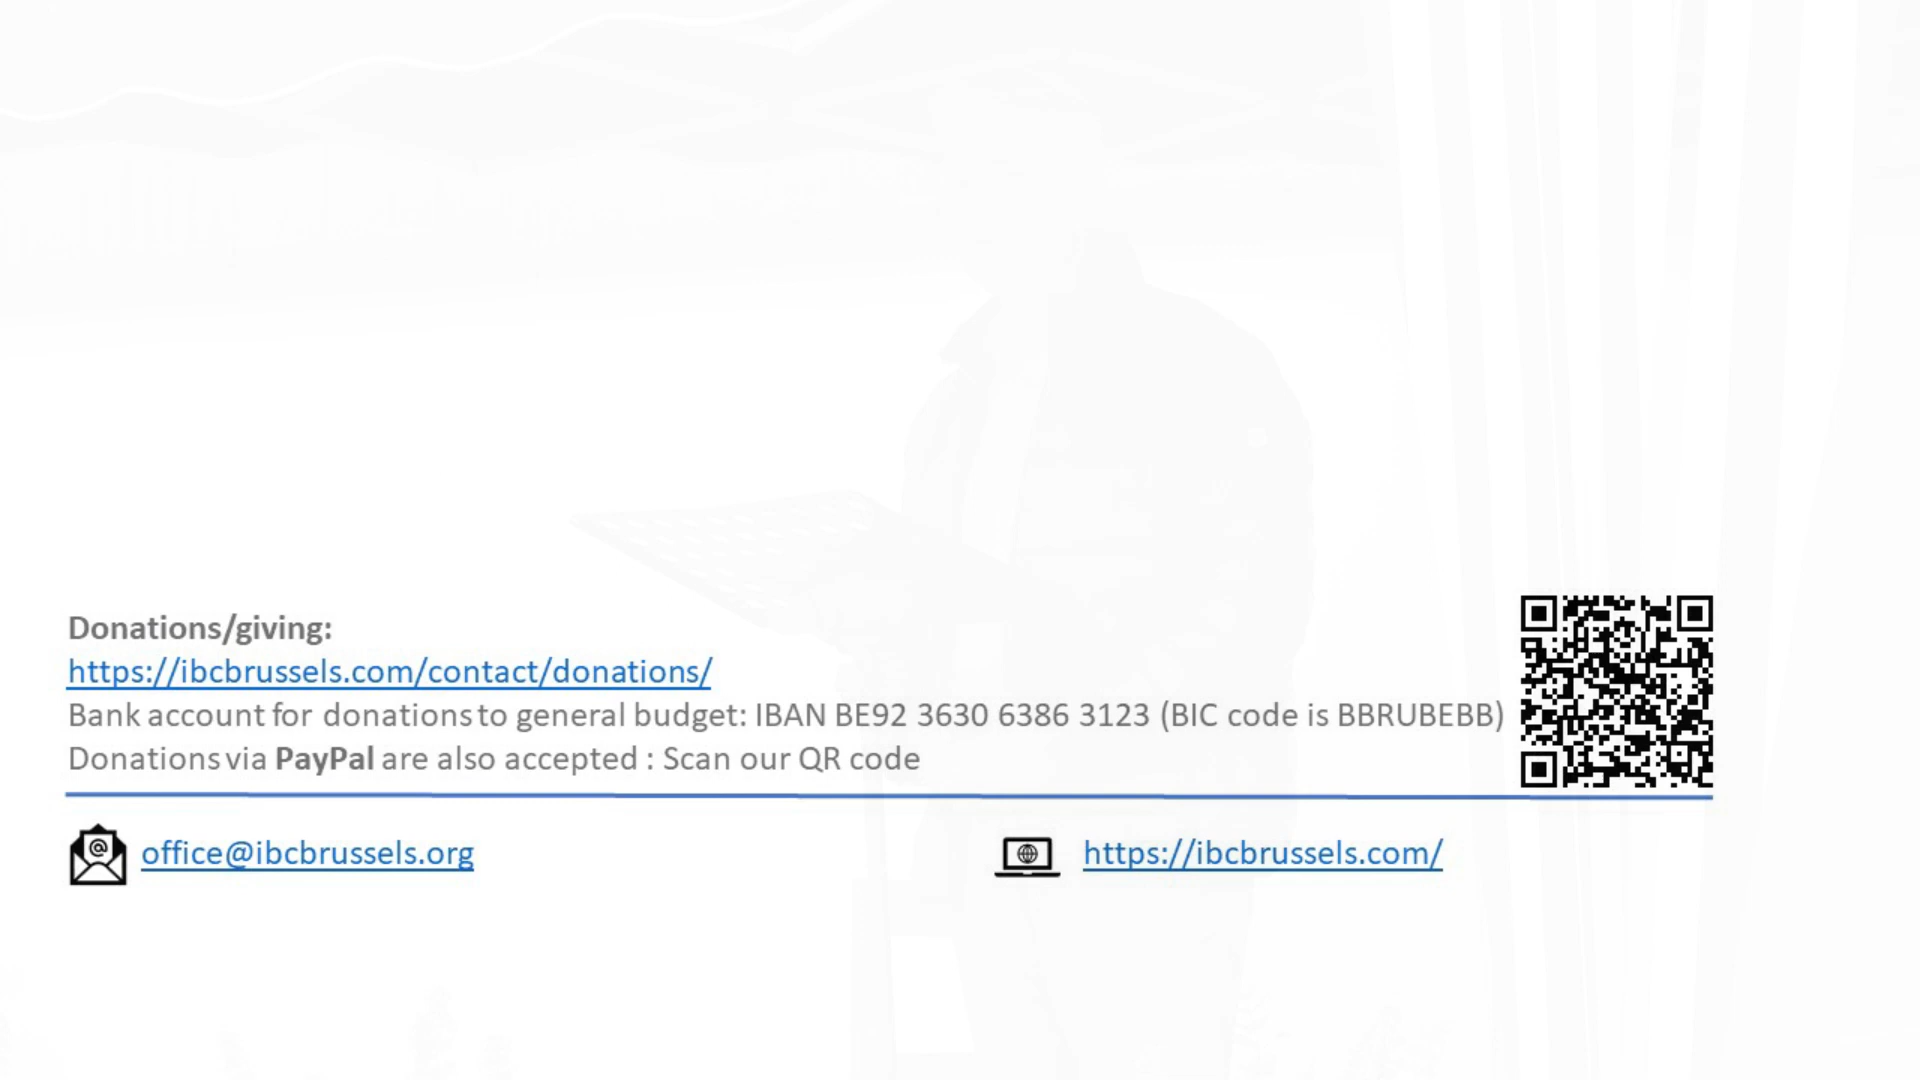 Donations/giving:
https://ibcbrussels.com/contact/donations/
Bank account for donations to general budget: IBAN BE92 3630 6386 3123 (BIC code is BBRUBEBB)
Donations via PayPal are also accepted : Scan our QR code
office@ibcbrussels.org
https://ibcbrussels.com/